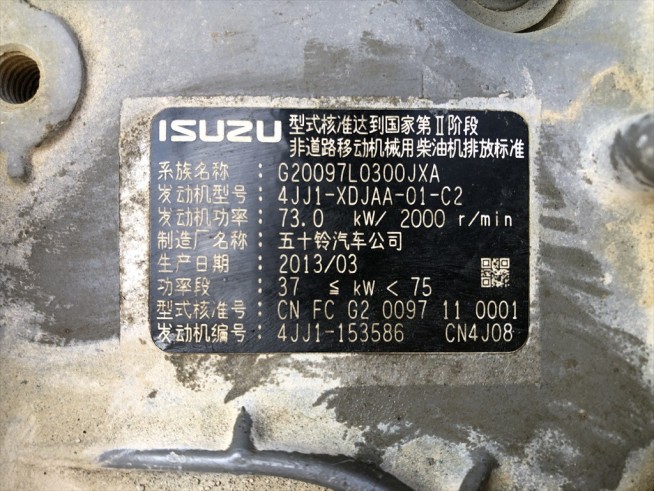 ISUZU 型式核准达到国家第Ⅱ阶段
非道路移动机械用柴油机排放标准
系族名称 : G20097L0300JXA
发动机型号 : 4JJ1-XDJAA-01-C2
发动机功率 : 73.0 kW/ 2000 r/min
制造厂名称 : 五十铃汽车公司
生产日期 : 2013/03
功率段 : 37 ≦ kW < 75
型式核准号 : CN FC G2 0097 11 0001
发动机编号 : 4JJ1-153586 CN4J08